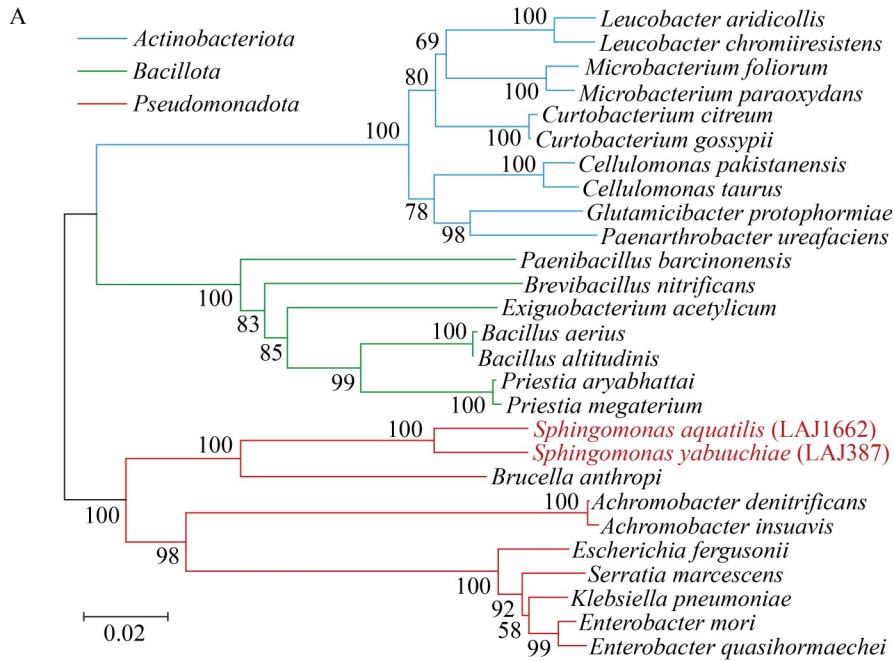 A
Actinobacteriota
Bacillota
Pseudomonadota
100
Leucobacter aridicollis
69
Leucobacter chromiiresistens
Microbacterium foliorum
80
100
Microbacterium paraoxydans
Curtobacterium citreum
100
100
Curtobacterium gossypii
100
Cellulomonas pakistanensis
Cellulomonas taurus
78
Glutamicibacter protophormiae
98
Paenarthrobacter ureafaciens
Paenibacillus barcinonensis
100
Brevibacillus nitrificans
83
Exiguobacterium acetylicum
85
100
Bacillus aerius
Bacillus altitudinis
99
Priestia aryabhattai
100
Priestia megaterium
100
100
Sphingomonas aquatilis (LAJ1662)
Sphingomonas yabuuchiae (LAJ387)
Brucella anthropi
100
100
Achromobacter denitrificans
Achromobacter insuavis
98
Escherichia fergusonii
100
Serratia marcescens
92
Klebsiella pneumoniae
58
Enterobacter mori
99
Enterobacter quasihormaechei
0.02